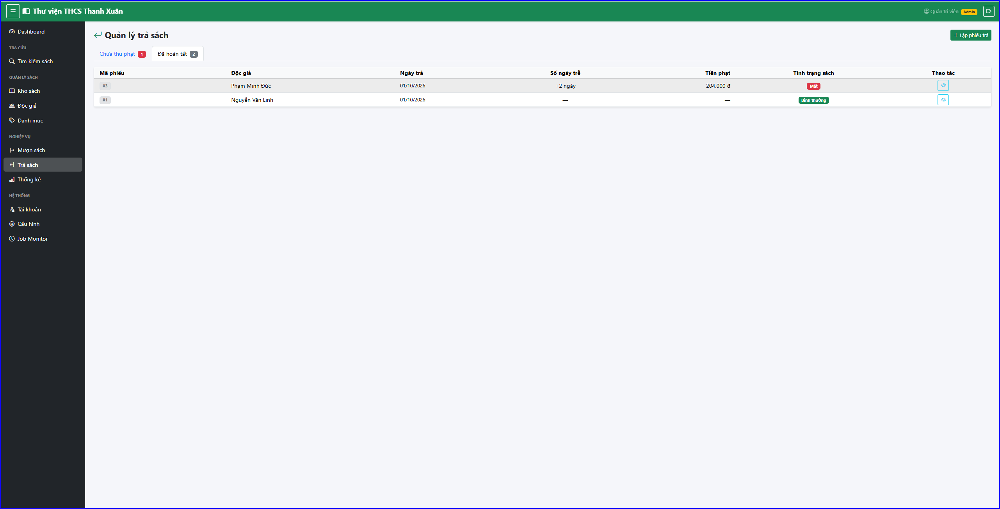 Thư viện THCS Thanh Xuân
Quản trị viên Admin
Dashboard
TRA CỨU
Tìm kiếm sách
QUẢN LÝ SÁCH
Kho sách
Độc giả
Danh mục
NGHIỆP VỤ
Mượn sách
Trả sách
Thống kê
HỆ THỐNG
Tài khoản
Cấu hình
Job Monitor
Quản lý trả sách
+ Lập phiếu trả
Chưa thu phạt 1 Đã hoàn tất 2
Mã phiếu Độc giả Ngày trả Số ngày trễ Tiền phạt Tình trạng sách Thao tác
#3 Phạm Minh Đức 01/10/2026 +2 ngày 204,000 đ Mất
#1 Nguyễn Văn Linh 01/10/2026 — — Bình thường